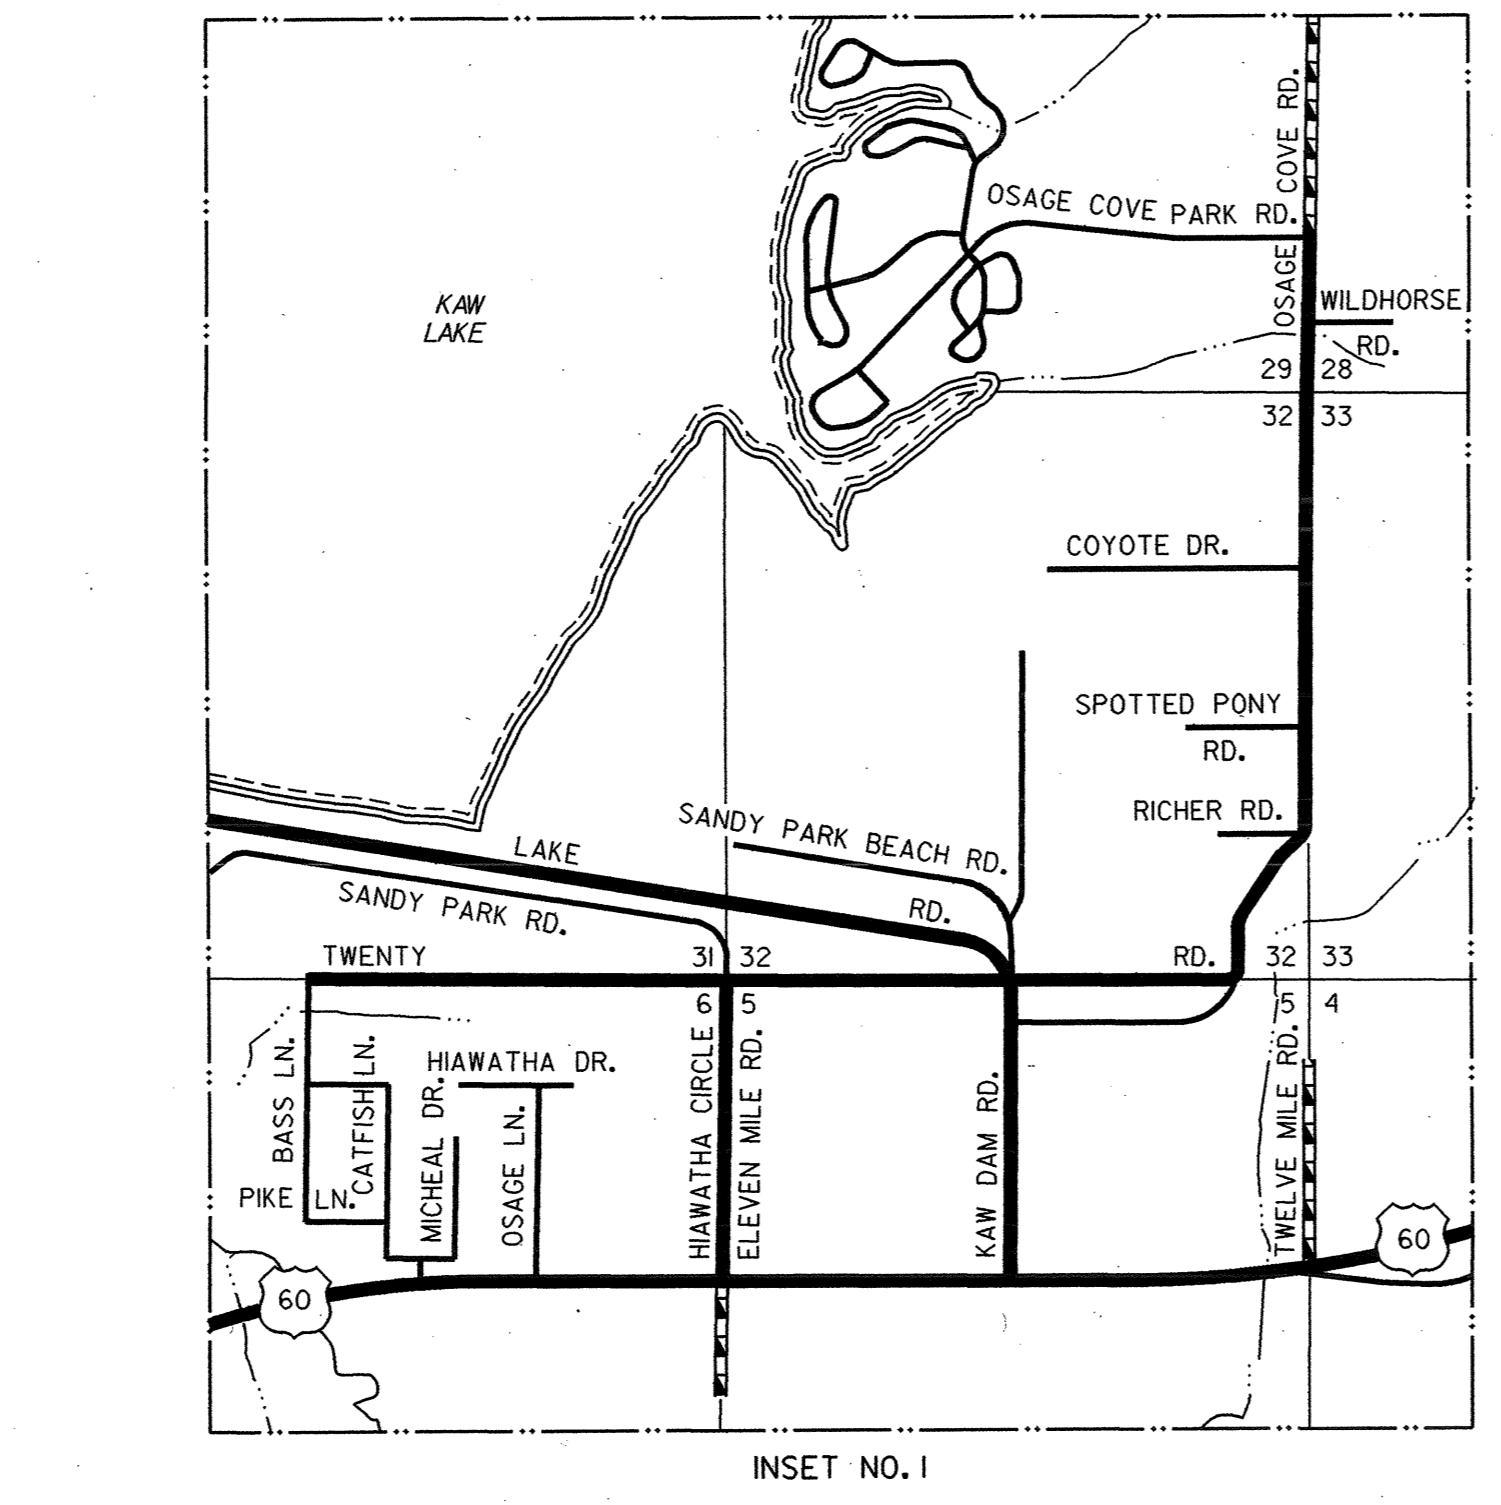 OSAGE COVE RD.
OSAGE COVE PARK RD.
KAW
LAKE
WILDHORSE
RD.
29 28
32 33
COYOTE DR.
SPOTTED PONY
RD.
RICHER RD.
SANDY PARK BEACH RD.
LAKE RD.
SANDY PARK RD.
TWENTY RD.
31 32
32 33
6 5
5 4
BASS LN.
CATFISH LN.
HIAWATHA DR.
MICHEAL DR.
OSAGE LN.
PIKE LN.
HIAWATHA CIRCLE
ELEVEN MILE RD.
KAW DAM RD.
TWELVE MILE RD.
60
60
INSET NO. 1